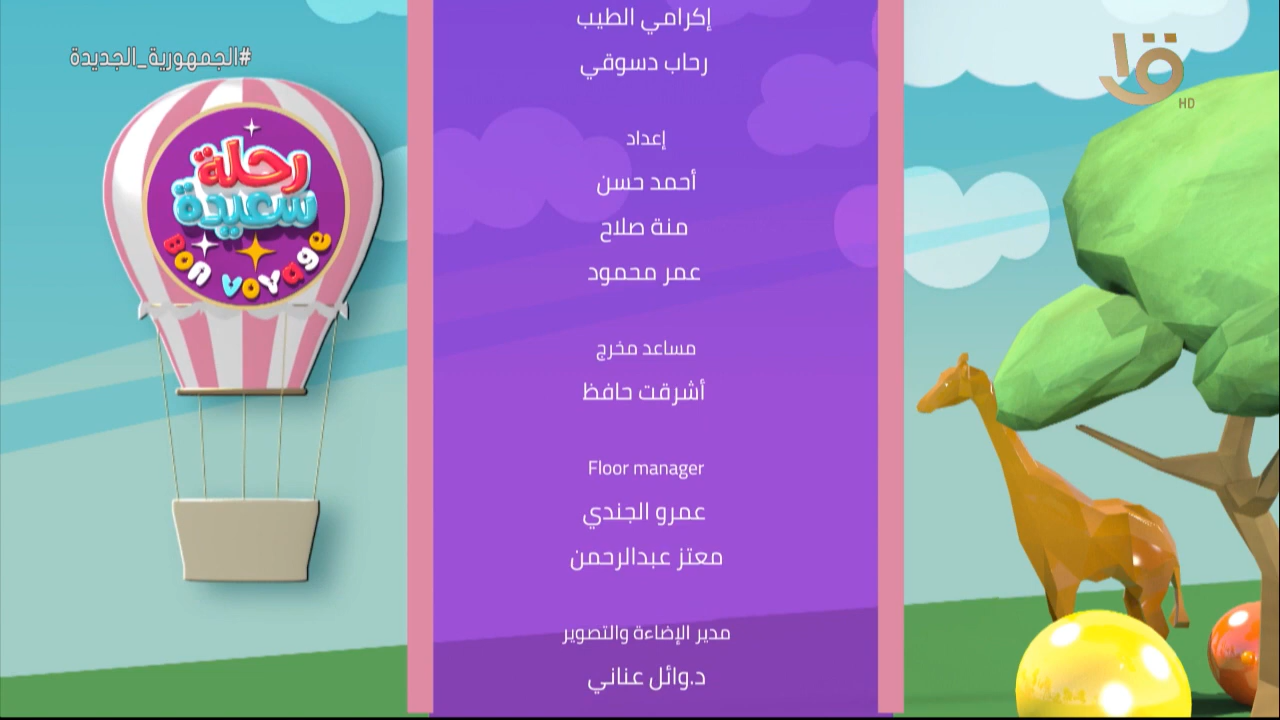 #الجمهورية_الجديدة
HD
رحلة
سعيدة
BON VOYAge
إكرامي الطيب
رحاب دسوقي
إعداد
أحمد حسن
منة صلاح
عمر محمود
مساعد مخرج
أشرقت حافظ
Floor manager
عمرو الجندي
معتز عبدالرحمن
مدير الإضاءة والتصوير
د.وائل عناني